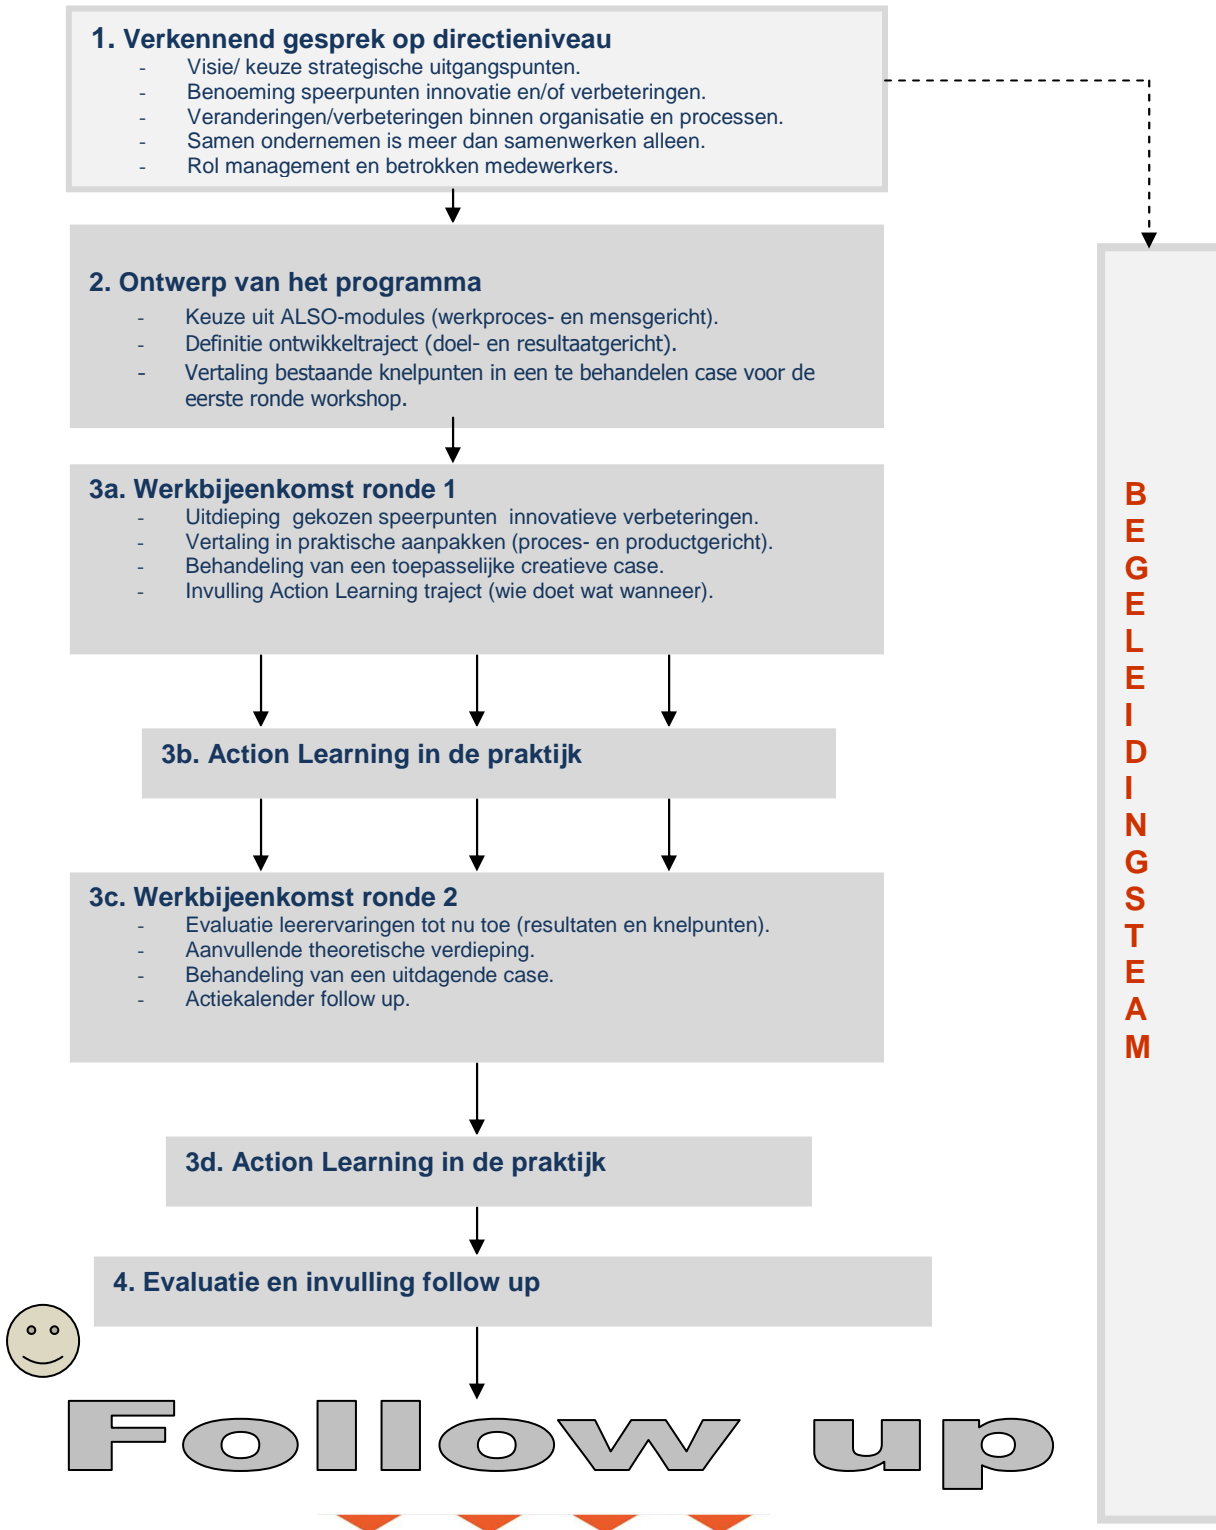 1. Verkennend gesprek op directieniveau
- Visie/ keuze strategische uitgangspunten.
- Benoeming speerpunten innovatie en/of verbeteringen.
- Veranderingen/verbeteringen binnen organisatie en processen.
- Samen ondernemen is meer dan samenwerken alleen.
- Rol management en betrokken medewerkers.
2. Ontwerp van het programma
- Keuze uit ALSO-modules (werkproces- en mensgericht).
- Definitie ontwikkeltraject (doel- en resultaatgericht).
- Vertaling bestaande knelpunten in een te behandelen case voor de
eerste ronde workshop.
3a. Werkbijeenkomst ronde 1
- Uitdieping gekozen speerpunten innovatieve verbeteringen.
- Vertaling in praktische aanpakken (proces- en productgericht).
- Behandeling van een toepasselijke creatieve case.
- Invulling Action Learning traject (wie doet wat wanneer).
3b. Action Learning in de praktijk
3c. Werkbijeenkomst ronde 2
- Evaluatie leerervaringen tot nu toe (resultaten en knelpunten).
- Aanvullende theoretische verdieping.
- Behandeling van een uitdagende case.
- Actiekalender follow up.
3d. Action Learning in de praktijk
4. Evaluatie en invulling follow up
Follow up
B
E
G
E
L
E
I
D
I
N
G
S
T
E
A
M